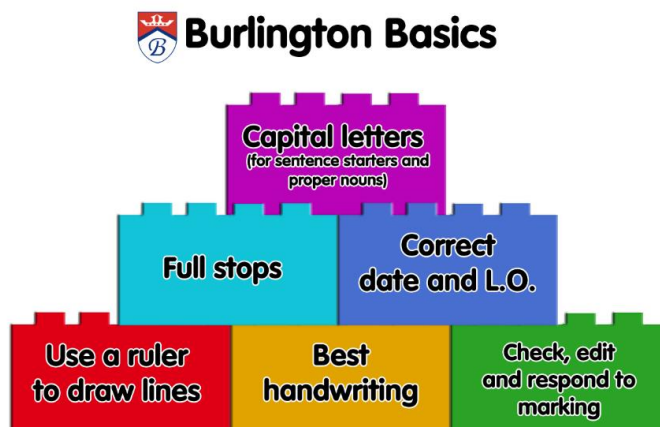 B
Burlington Basics
Capital letters
(for sentence starters and
proper nouns)
Full stops
Correct
date and L.O.
Use a ruler
to draw lines
Best
handwriting
Check, edit
and respond to
marking